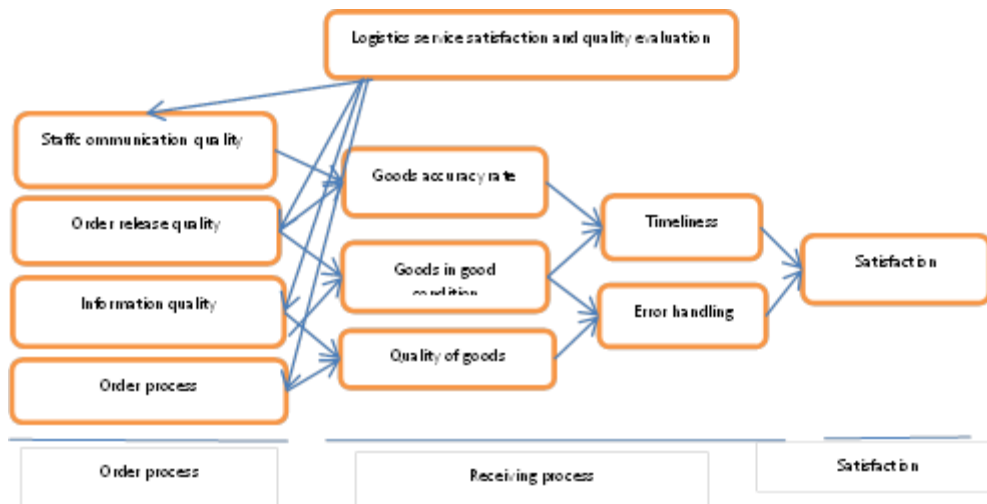 Logistics service satisfaction and quality evaluation
Staffc ommunication quality
Order release quality
Information quality
Order process
Goods accuracy rate
Goods in good
condition
Quality of goods
Timeliness
Error handling
Satisfaction
Order process
Receiving process
Satisfaction